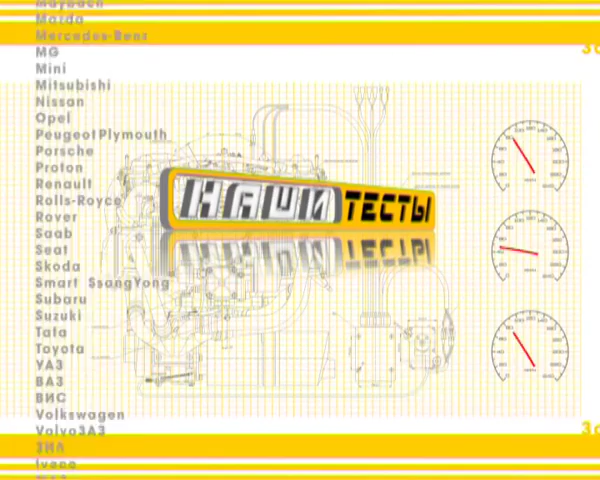 Maybach
Mazda
Mercedes-Benz
MG
Mini
Mitsubishi
Nissan
Opel
Peugeot Plymouth
Porsche
Proton
Renault
Rolls-Royce
Rover
Saab
Seat
Skoda
Smart SsangYong
Subaru
Suzuki
Tata
Toyota
УАЗ
ВАЗ
ВИС
Volkswagen
Volvo ЗАЗ
ЗИЛ
Iveco
НАШИ ТЕСТЫ